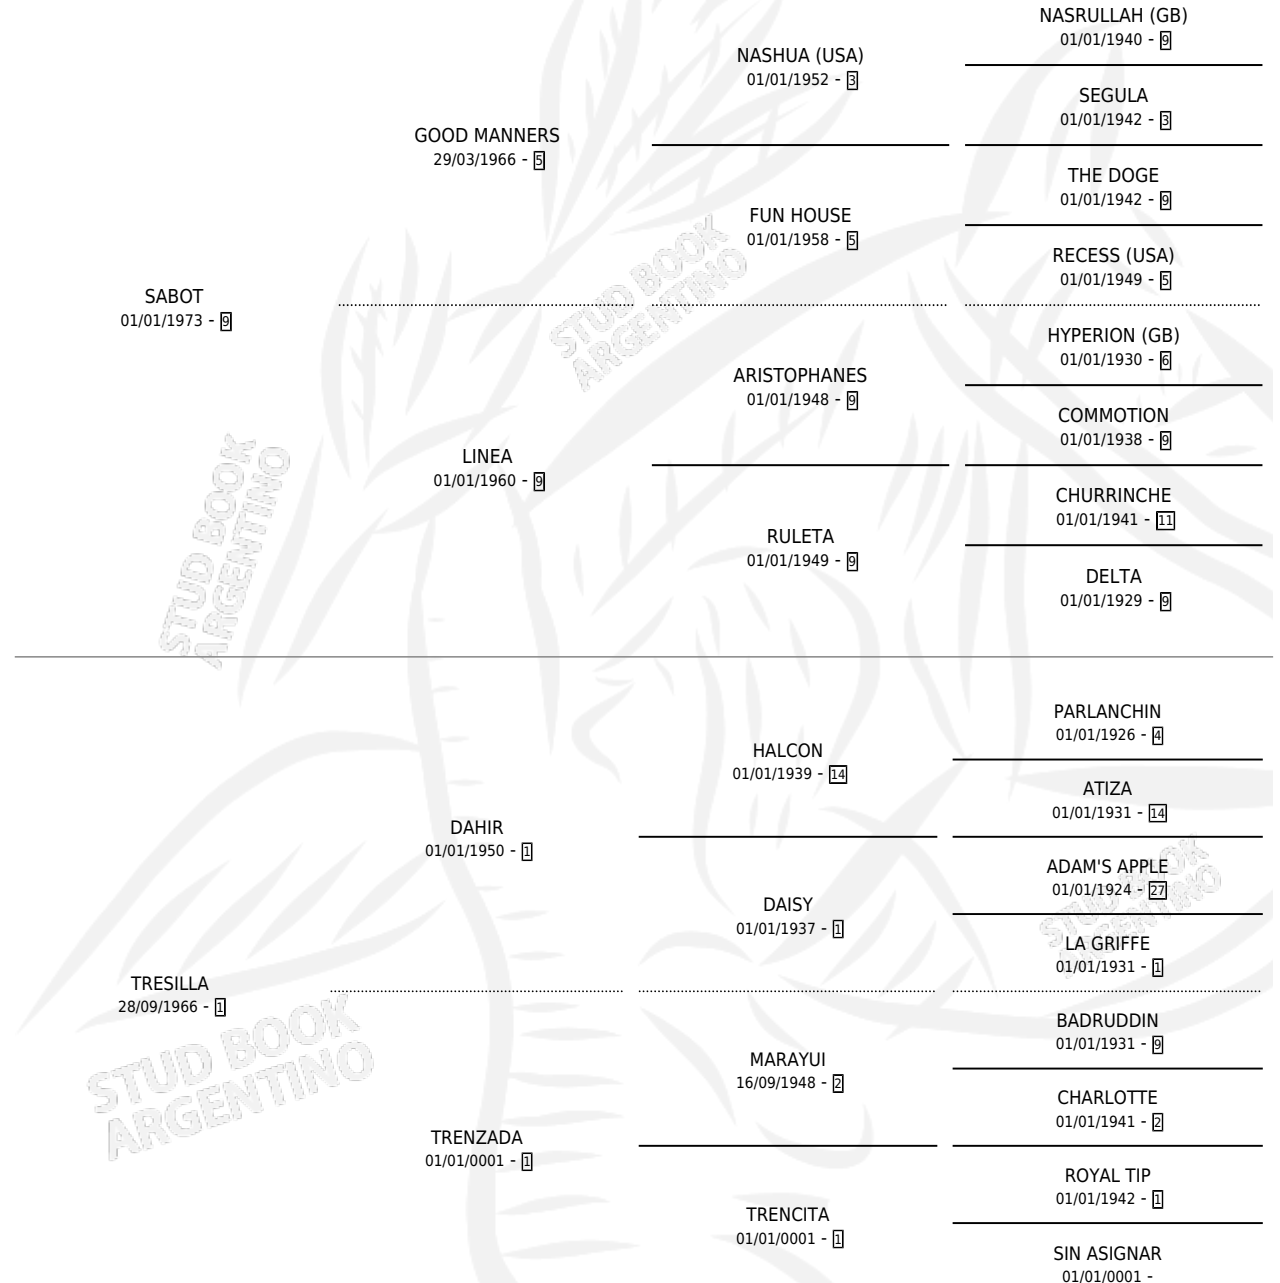 NASRULLAH (GB)
01/01/1940 - 9
NASHUA (USA)
01/01/1952 - 3
SEGULA
01/01/1942 - 3
GOOD MANNERS
29/03/1966 - 5
THE DOGE
01/01/1942 - 9
FUN HOUSE
01/01/1958 - 5
RECESS (USA)
01/01/1949 - 5
SABOT
01/01/1973 - 9
HYPERION (GB)
01/01/1930 - 6
ARISTOPHANES
01/01/1948 - 9
COMMOTION
01/01/1938 - 9
LINEA
01/01/1960 - 9
CHURRINCHE
01/01/1941 - 11
RULETA
01/01/1949 - 9
DELTA
01/01/1929 - 9
PARLANCHIN
01/01/1926 - 4
HALCON
01/01/1939 - 14
ATIZA
01/01/1931 - 14
DAHIR
01/01/1950 - 1
ADAM'S APPLE
01/01/1924 - 27
DAISY
01/01/1937 - 1
LA GRIFFE
01/01/1931 - 1
TRESILLA
28/09/1966 - 1
BADRUDDIN
01/01/1931 - 9
MARAYUI
16/09/1948 - 2
CHARLOTTE
01/01/1941 - 2
TRENZADA
01/01/0001 - 1
ROYAL TIP
01/01/1942 - 1
TRENCITA
01/01/0001 - 1
SIN ASIGNAR
01/01/0001 -
STUD BOOK
ARGENTINO
STUD BOOK
ARGENTINO
STUD BOOK
ARGENTINO
STUD BOOK
ARGENTINO